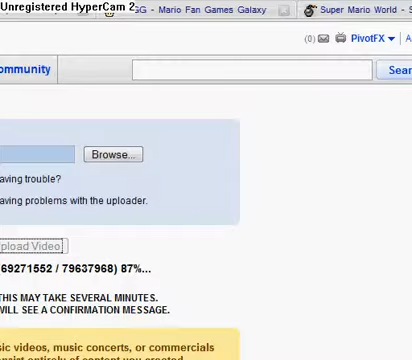 Unregistered HyperCam 2
GG - Mario Fan Games Galaxy
Super Mario World - S
(0) PivotFX A
ommunity
Sear
Browse...
aving trouble?
aving problems with the uploader.
pload Video
69271552 / 79637968) 87%...
THIS MAY TAKE SEVERAL MINUTES.
WILL SEE A CONFIRMATION MESSAGE.
sic videos, music concerts, or commercials